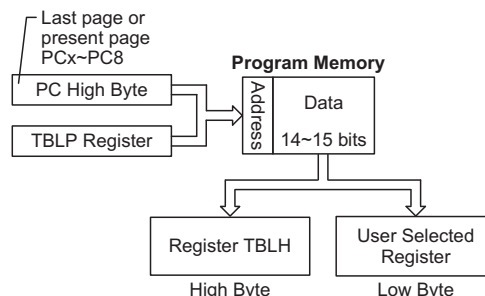 Last page or
present page
PCx~PC8
Program Memory
PC High Byte
TBLP Register
Address
Data
14~15 bits
Register TBLH
User Selected
Register
High Byte
Low Byte